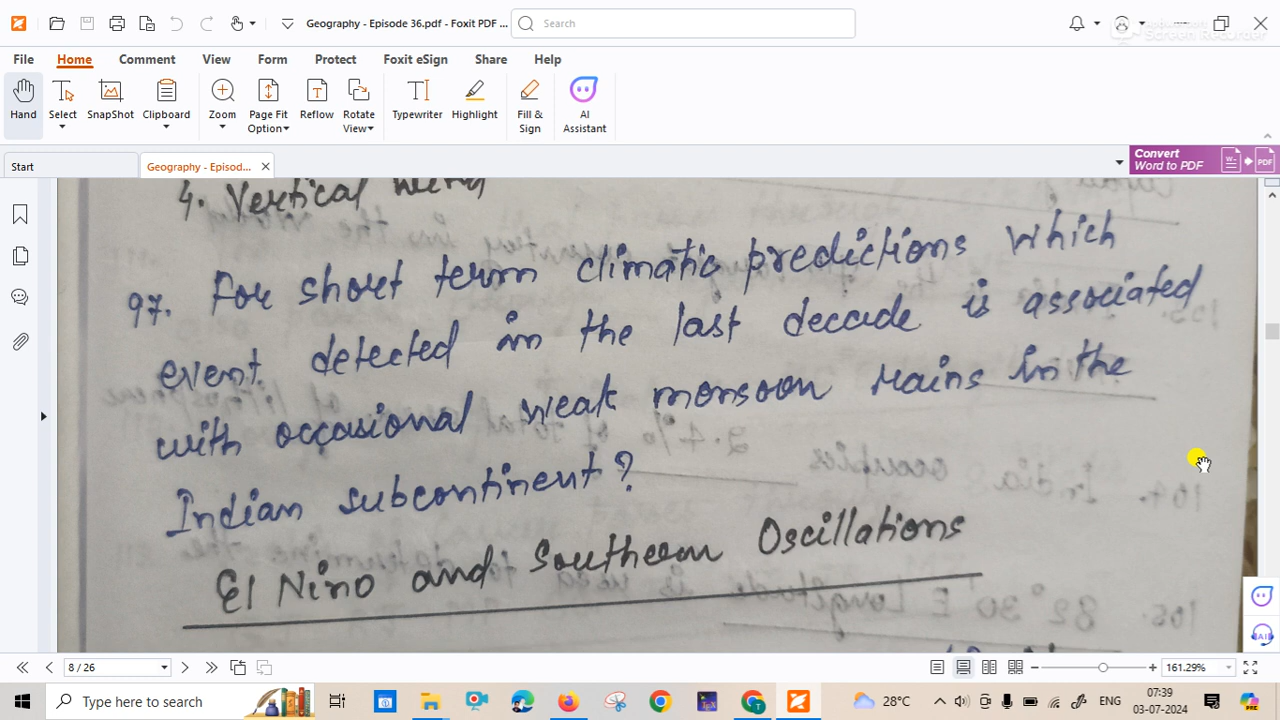 Geography - Episode 36.pdf - Foxit PDF ...
Search
File Home Comment View Form Protect Foxit eSign Share Help
Hand Select SnapShot Clipboard Zoom Page Fit Option Reflow Rotate View Typewriter Highlight Fill & Sign AI Assistant
Start
Geography - Episod...
Convert
Word to PDF
4. Vertical
97. For short term climatic predictions which
event detected in the last decade is associated
with occasional weak monsoon rains in the
Indian subcontinent?
El Nino and Southern Oscillations
8 / 26
161.29%
Type here to search
28°C
ENG
07:39
03-07-2024